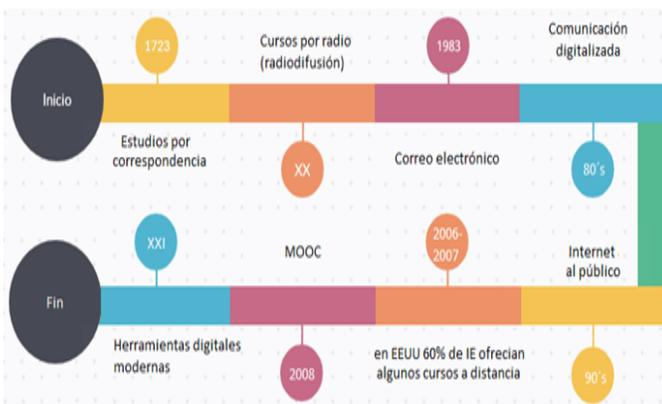 Inicio
1723
Estudios por
correspondencia
Cursos por radio
(radiodifusión)
XX
1983
Correo electrónico
Comunicación
digitalizada
80´s
Internet
al público
90´s
2006-
2007
en EEUU 60% de IE ofrecian
algunos cursos a distancia
MOOC
2008
XXI
Herramientas digitales
modernas
Fin